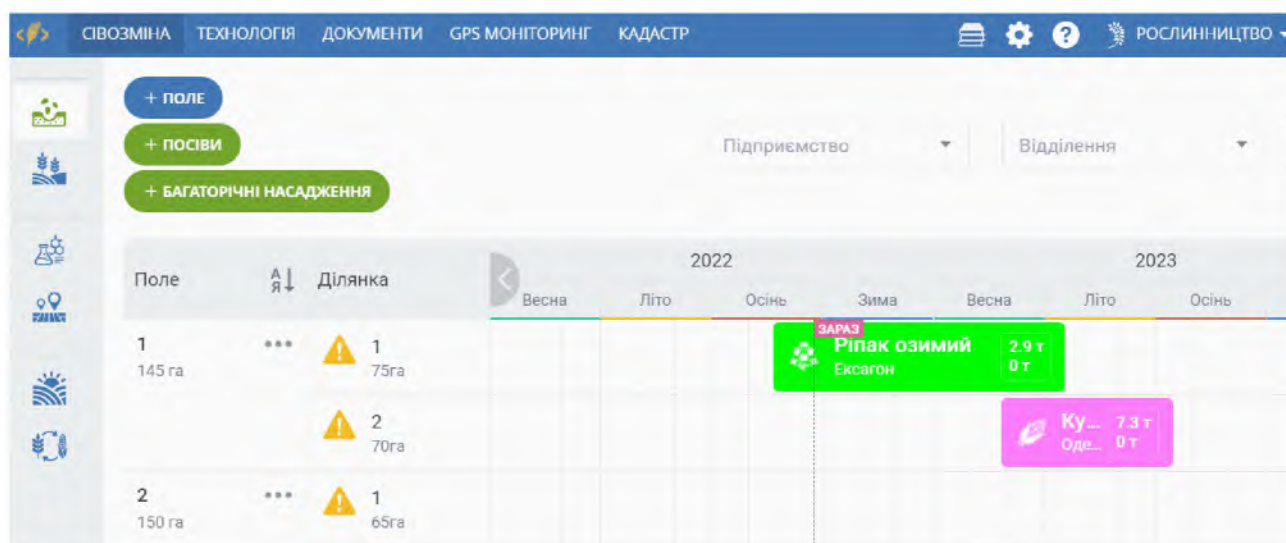 СІВОЗМІНА ТЕХНОЛОГІЯ ДОКУМЕНТИ GPS МОНІТОРИНГ КАДАСТР РОСЛИННИЦТВО
+ ПОЛЕ
+ ПОСІВИ
Підприємство Відділення
+ БАГАТОРІЧНІ НАСАДЖЕННЯ
2022 2023
Поле АЯ Ділянка
Весна Літо Осінь Зима Весна Літо Осінь
ЗАРАЗ
1 1 Ріпак озимий 2.9 т
145 га 75га Ексагон 0 т
2 Ку... 7.3 т
70га Оде... 0 т
2 1
150 га 65га